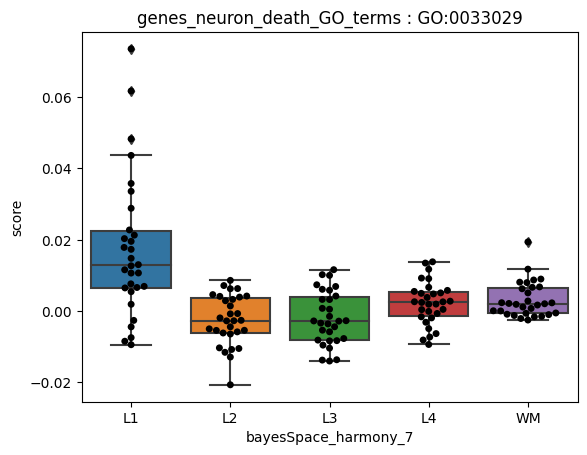 genes_neuron_death_GO_terms : GO:0033029
0.06
0.04
0.02
0.00
−0.02
score
L1 L2 L3 L4 WM
bayesSpace_harmony_7